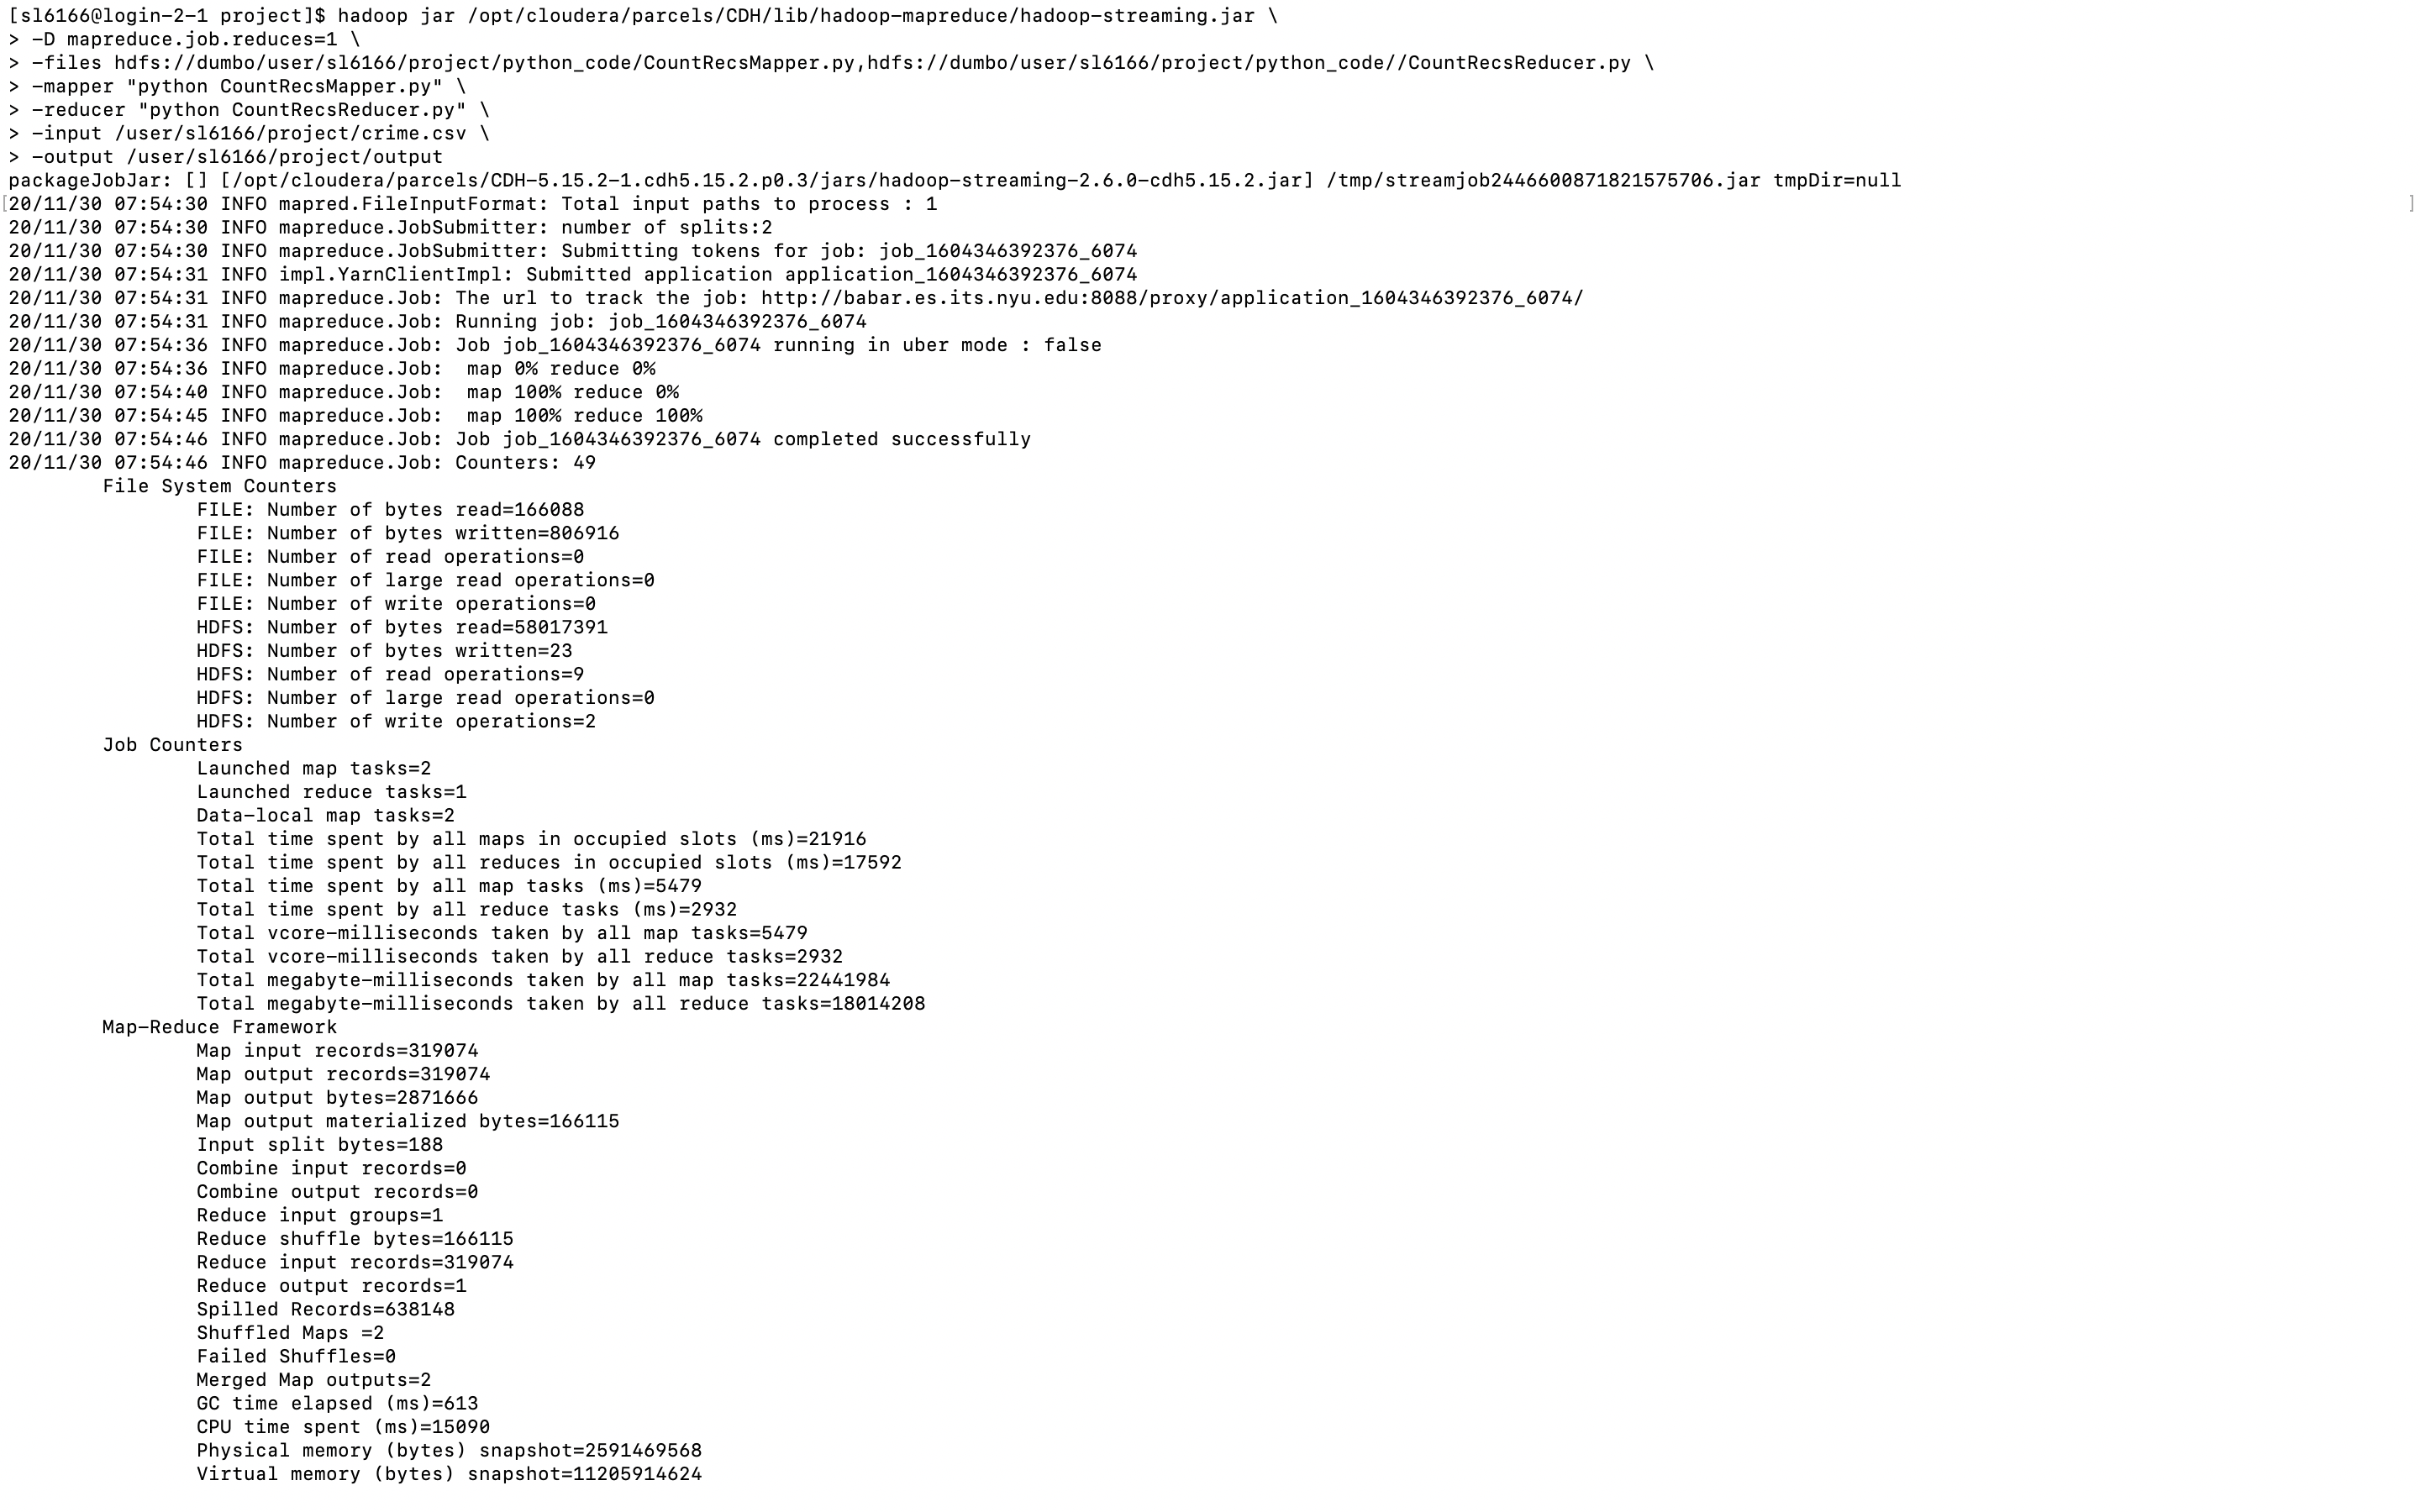 [sl6166@login-2-1 project]$ hadoop jar /opt/cloudera/parcels/CDH/lib/hadoop-mapreduce/hadoop-streaming.jar \
> -D mapreduce.job.reduces=1 \
> -files hdfs://dumbo/user/sl6166/project/python_code/CountRecsMapper.py,hdfs://dumbo/user/sl6166/project/python_code//CountRecsReducer.py \
> -mapper "python CountRecsMapper.py" \
> -reducer "python CountRecsReducer.py" \
> -input /user/sl6166/project/crime.csv \
> -output /user/sl6166/project/output
packageJobJar: [] [/opt/cloudera/parcels/CDH-5.15.2-1.cdh5.15.2.p0.3/jars/hadoop-streaming-2.6.0-cdh5.15.2.jar] /tmp/streamjob2446600871821575706.jar tmpDir=null
[20/11/30 07:54:30 INFO mapred.FileInputFormat: Total input paths to process : 1 ]
20/11/30 07:54:30 INFO mapreduce.JobSubmitter: number of splits:2
20/11/30 07:54:30 INFO mapreduce.JobSubmitter: Submitting tokens for job: job_1604346392376_6074
20/11/30 07:54:31 INFO impl.YarnClientImpl: Submitted application application_1604346392376_6074
20/11/30 07:54:31 INFO mapreduce.Job: The url to track the job: http://babar.es.its.nyu.edu:8088/proxy/application_1604346392376_6074/
20/11/30 07:54:31 INFO mapreduce.Job: Running job: job_1604346392376_6074
20/11/30 07:54:36 INFO mapreduce.Job: Job job_1604346392376_6074 running in uber mode : false
20/11/30 07:54:36 INFO mapreduce.Job:  map 0% reduce 0%
20/11/30 07:54:40 INFO mapreduce.Job:  map 100% reduce 0%
20/11/30 07:54:45 INFO mapreduce.Job:  map 100% reduce 100%
20/11/30 07:54:46 INFO mapreduce.Job: Job job_1604346392376_6074 completed successfully
20/11/30 07:54:46 INFO mapreduce.Job: Counters: 49
File System Counters
FILE: Number of bytes read=166088
FILE: Number of bytes written=806916
FILE: Number of read operations=0
FILE: Number of large read operations=0
FILE: Number of write operations=0
HDFS: Number of bytes read=58017391
HDFS: Number of bytes written=23
HDFS: Number of read operations=9
HDFS: Number of large read operations=0
HDFS: Number of write operations=2
Job Counters
Launched map tasks=2
Launched reduce tasks=1
Data-local map tasks=2
Total time spent by all maps in occupied slots (ms)=21916
Total time spent by all reduces in occupied slots (ms)=17592
Total time spent by all map tasks (ms)=5479
Total time spent by all reduce tasks (ms)=2932
Total vcore-milliseconds taken by all map tasks=5479
Total vcore-milliseconds taken by all reduce tasks=2932
Total megabyte-milliseconds taken by all map tasks=22441984
Total megabyte-milliseconds taken by all reduce tasks=18014208
Map-Reduce Framework
Map input records=319074
Map output records=319074
Map output bytes=2871666
Map output materialized bytes=166115
Input split bytes=188
Combine input records=0
Combine output records=0
Reduce input groups=1
Reduce shuffle bytes=166115
Reduce input records=319074
Reduce output records=1
Spilled Records=638148
Shuffled Maps =2
Failed Shuffles=0
Merged Map outputs=2
GC time elapsed (ms)=613
CPU time spent (ms)=15090
Physical memory (bytes) snapshot=2591469568
Virtual memory (bytes) snapshot=11205914624